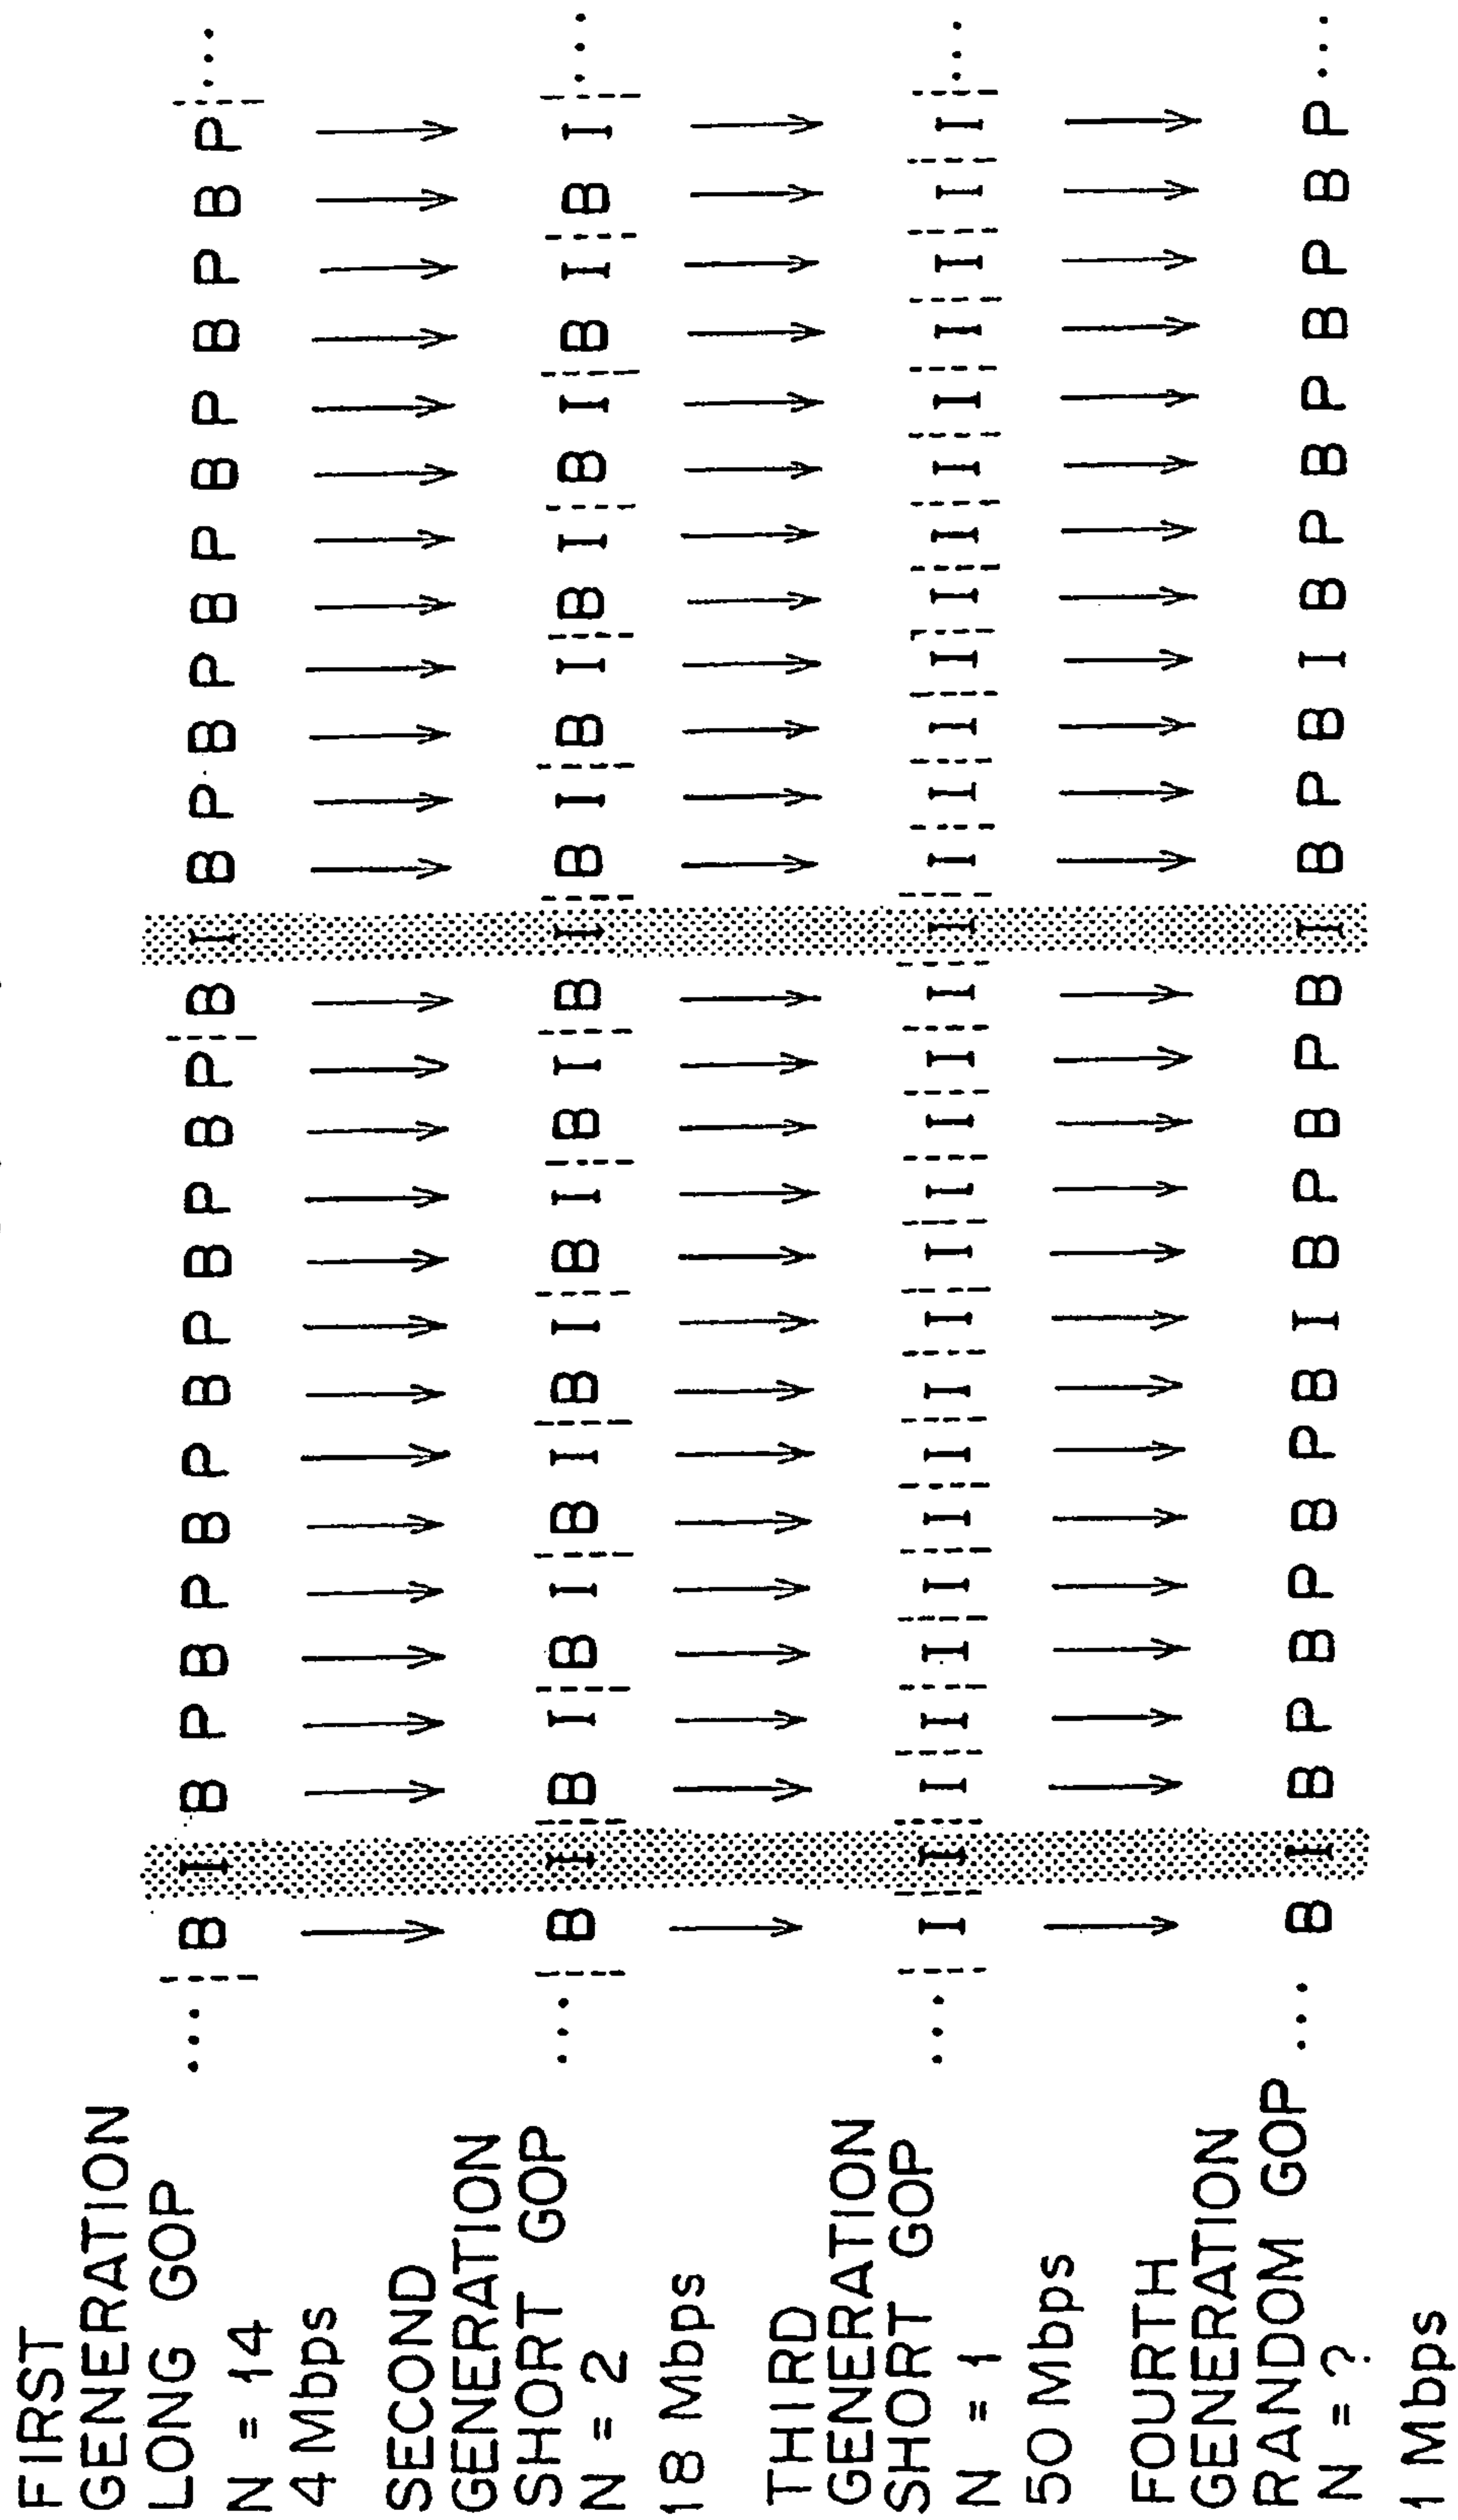 FIRST
GENERATION
LONG GOP
N = 14
4 Mbps
... B I B P B P B P B P B P B P B I B P B P B P B P B P B P ...
SECOND
GENERATION
SHORT GOP
N = 2
18 Mbps
... B I B I B I B I B I B I B I B I B I B I B I B I B I B I ...
THIRD
GENERATION
SHORT GOP
N = 1
50 Mbps
... I I I I I I I I I I I I I I I I I I I I I I I I I I I I ...
FOURTH
GENERATION
RANDOM GOP
N = ?
1 Mbps
... B I B P B P B P B I B P B P B I B P B I B P B P B P B P ...